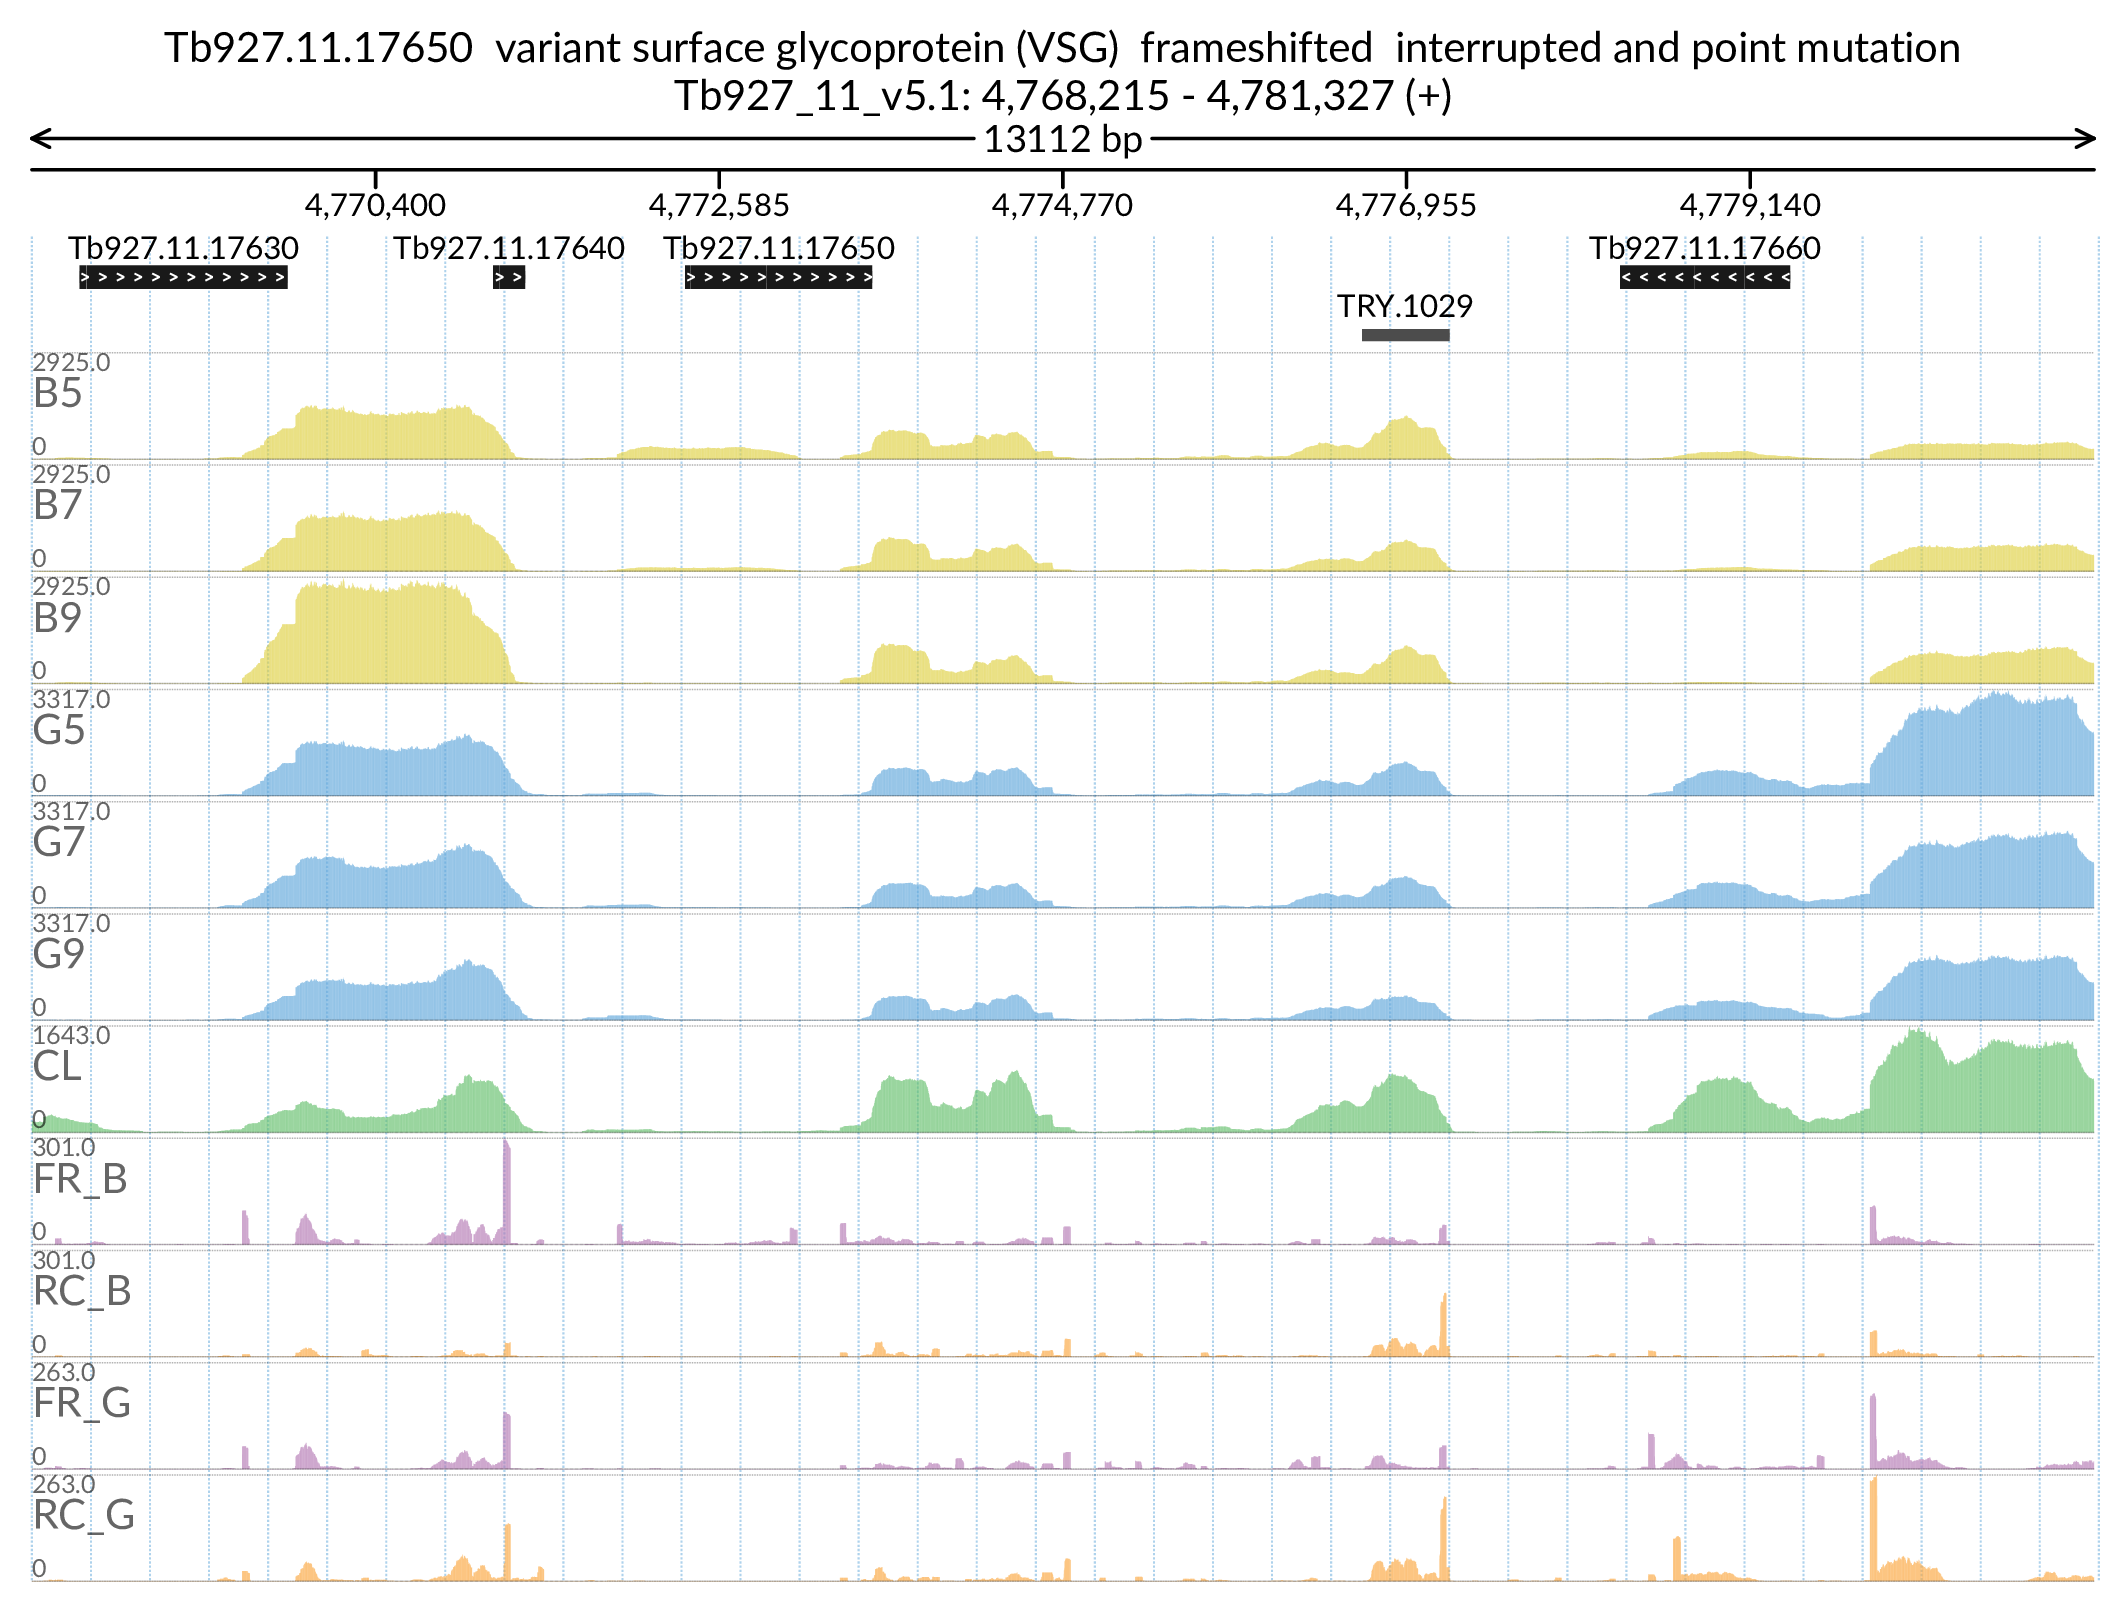 Tb927.11.17650 variant surface glycoprotein (VSG) frameshifted interrupted and point mutation
Tb927_11_v5.1: 4,768,215 - 4,781,327 (+)
13112 bp
4,770,400 4,772,585 4,774,770 4,776,955 4,779,140
Tb927.11.17630 Tb927.11.17640 Tb927.11.17650 Tb927.11.17660
TRY.1029
2925.0
B5
0
2925.0
B7
0
2925.0
B9
0
3317.0
G5
0
3317.0
G7
0
3317.0
G9
0
1643.0
CL
0
301.0
FR_B
0
301.0
RC_B
0
263.0
FR_G
0
263.0
RC_G
0